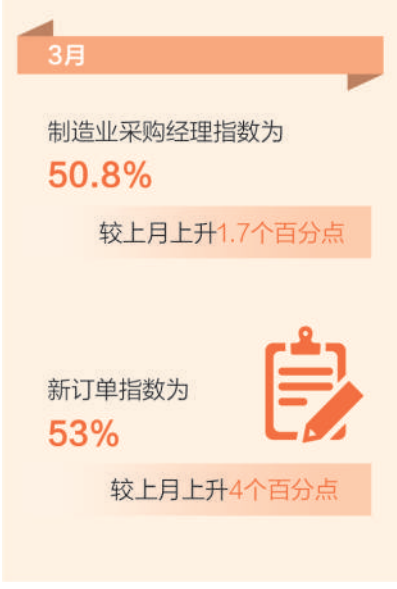 3月
制造业采购经理指数为
50.8%
较上月上升1.7个百分点
新订单指数为
53%
较上月上升4个百分点